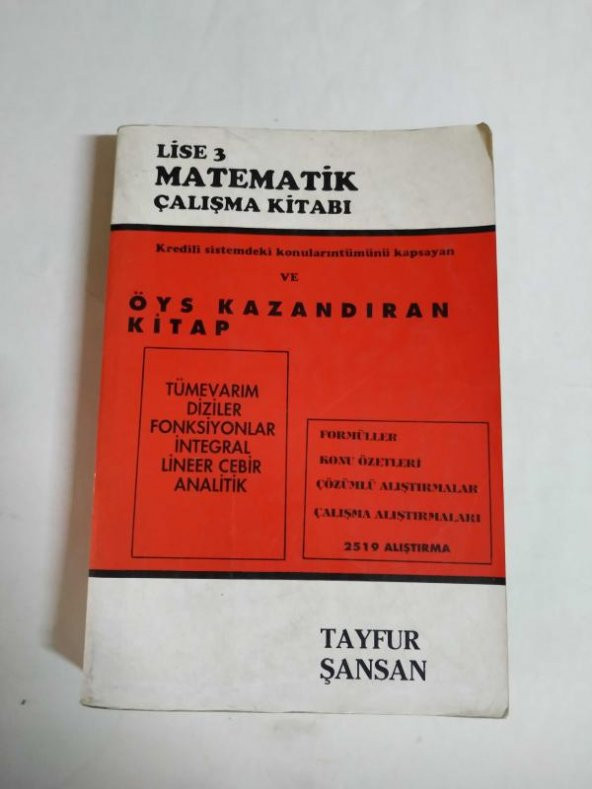 LİSE 3
MATEMATİK
ÇALIŞMA KİTABI
Kredili sistemdeki konularıntümünü kapsayan
VE
ÖYS KAZANDIRAN
KİTAP
TÜMEVARIM
DİZİLER
FONKSİYONLAR
İNTEGRAL
LİNEER CEBİR
ANALİTİK
FORMÜLLER
KONU ÖZETLERİ
ÇÖZÜMLÜ ALIŞTIRMALAR
ÇALIŞMA ALIŞTIRMALARI
2519 ALIŞTIRMA
TAYFUR
ŞANSAN